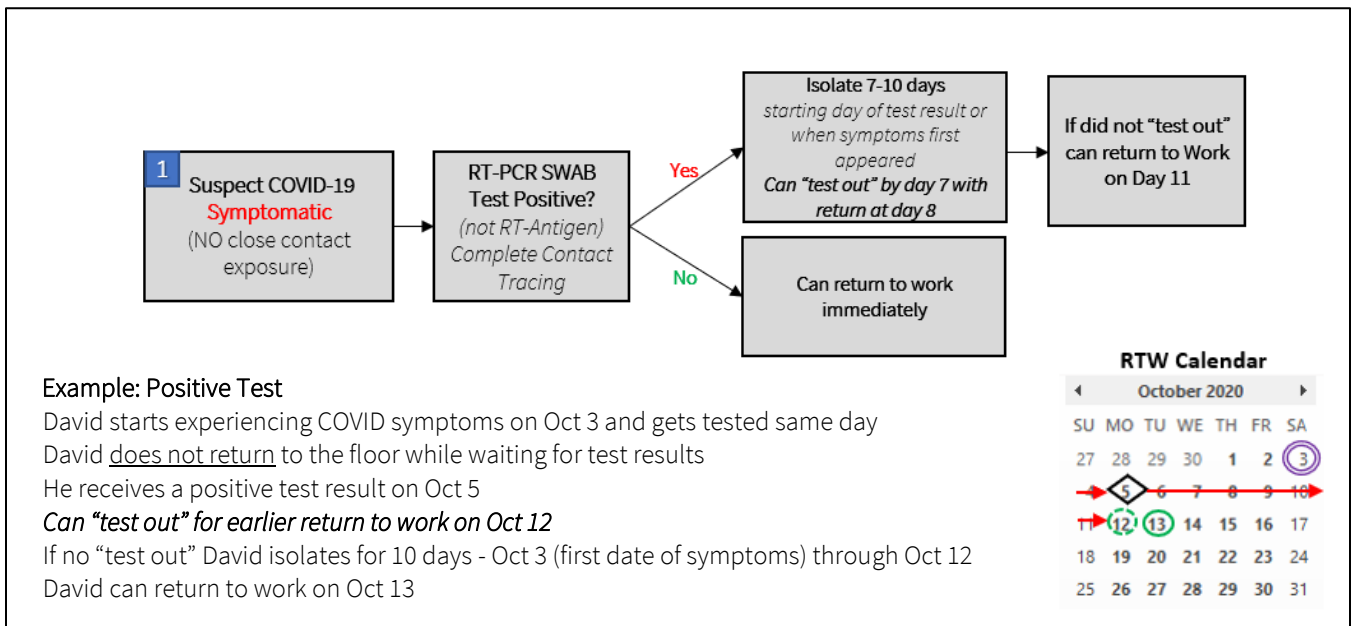 1
Suspect COVID-19
Symptomatic
(NO close contact
exposure)
RT-PCR SWAB
Test Positive?
(not RT-Antigen)
Complete Contact
Tracing
Yes
No
Isolate 7-10 days
starting day of test result or
when symptoms first
appeared
Can “test out” by day 7 with
return at day 8
If did not “test out”
can return to Work
on Day 11
Can return to work
immediately
Example: Positive Test
David starts experiencing COVID symptoms on Oct 3 and gets tested same day
David does not return to the floor while waiting for test results
He receives a positive test result on Oct 5
Can “test out” for earlier return to work on Oct 12
If no “test out” David isolates for 10 days - Oct 3 (first date of symptoms) through Oct 12
David can return to work on Oct 13
RTW Calendar
October 2020
SU MO TU WE TH FR SA
27 28 29 30 1 2 3
4 5 6 7 8 9 10
11 12 13 14 15 16 17
18 19 20 21 22 23 24
25 26 27 28 29 30 31